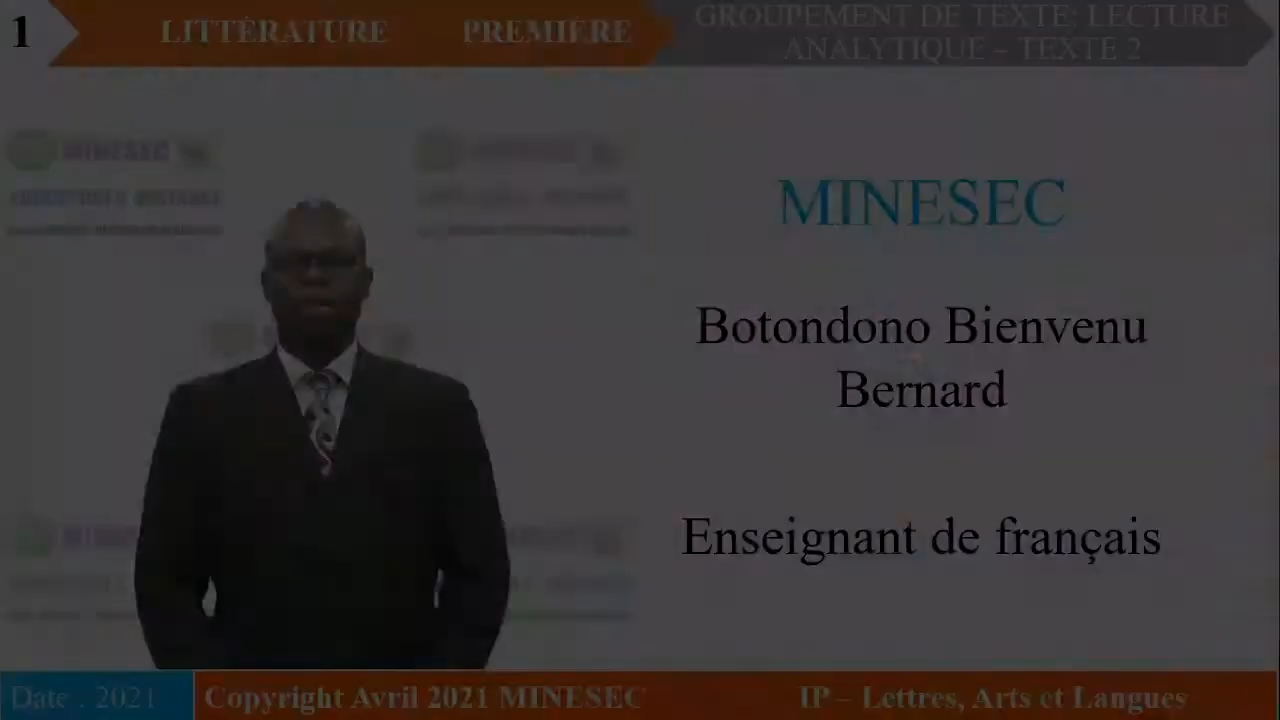 1
LITTÉRATURE PREMIERE
GROUPEMENT DE TEXTE: LECTURE
ANALYTIQUE – TEXTE 2
MINESEC
MINESEC
Botondono Bienvenu
Bernard
Enseignant de français
Date . 2021
Copyright Avril 2021 MINESEC
IP – Lettres, Arts et Langues